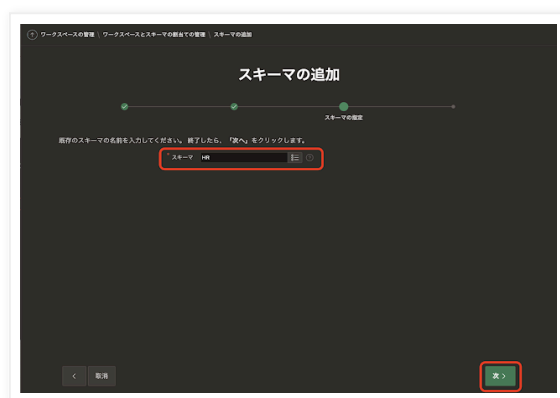 ワークスペースの管理 \ ワークスペースとスキーマの割当ての管理 \ スキーマの追加
スキーマの追加
スキーマの指定
既存のスキーマの名前を入力してください。終了したら、「次へ」をクリックします。
* スキーマ HR
取消
次 >